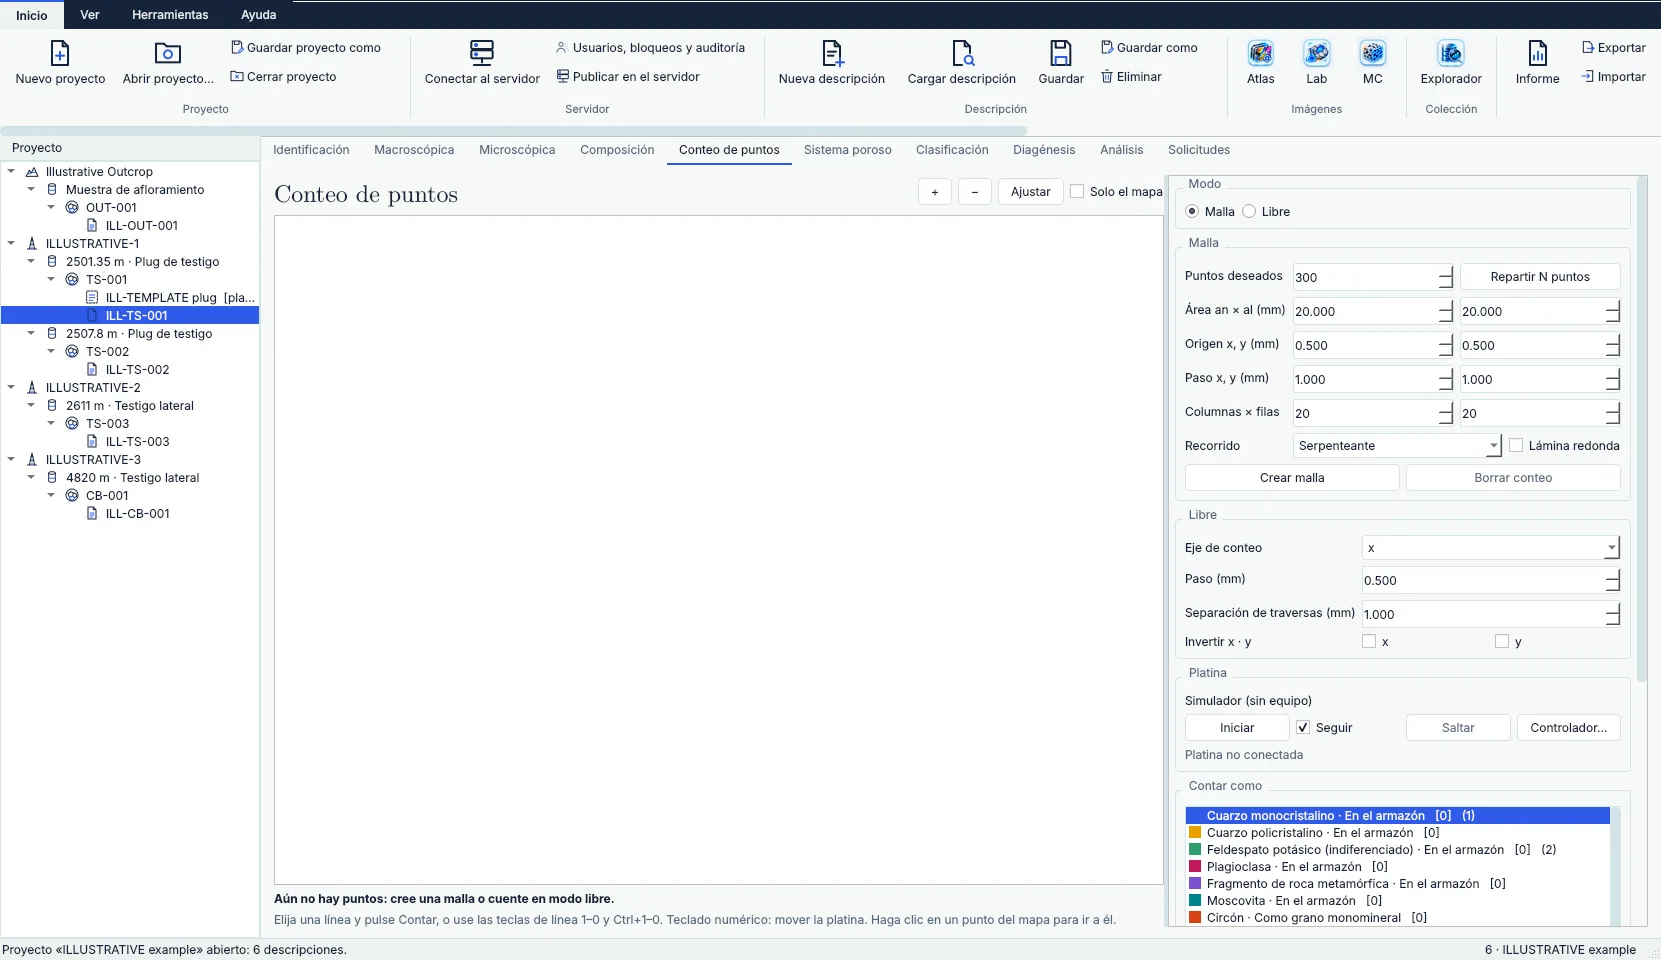 Inicio Ver Herramientas Ayuda
Nuevo proyecto Abrir proyecto... Guardar proyecto como
Cerrar proyecto
Proyecto
Conectar al servidor Usuarios, bloqueos y auditoría
Publicar en el servidor
Servidor
Nueva descripción Cargar descripción Guardar Guardar como
Eliminar
Descripción
Atlas Lab MC
Imágenes
Explorador
Colección
Informe Exportar
Importar
Proyecto
Illustrative Outcrop
Muestra de afloramiento
OUT-001
ILL-OUT-001
ILLUSTRATIVE-1
2501.35 m · Plug de testigo
TS-001
ILL-TEMPLATE plug [pla...
ILL-TS-001
2507.8 m · Plug de testigo
TS-002
ILL-TS-002
ILLUSTRATIVE-2
2611 m · Testigo lateral
TS-003
ILL-TS-003
ILLUSTRATIVE-3
4820 m · Testigo lateral
CB-001
ILL-CB-001
Identificación Macroscópica Microscópica Composición Conteo de puntos Sistema poroso Clasificación Diagénesis Análisis Solicitudes
Conteo de puntos
+ − Ajustar Solo el mapa
Aún no hay puntos: cree una malla o cuente en modo libre.
Elija una línea y pulse Contar, o use las teclas de línea 1–0 y Ctrl+1–0. Teclado numérico: mover la platina. Haga clic en un punto del mapa para ir a él.
Modo
Malla Libre
Malla
Puntos deseados 300 Repartir N puntos
Área an × al (mm) 20.000 20.000
Origen x, y (mm) 0.500 0.500
Paso x, y (mm) 1.000 1.000
Columnas × filas 20 20
Recorrido Serpenteante Lámina redonda
Crear malla Borrar conteo
Libre
Eje de conteo x
Paso (mm) 0.500
Separación de traversas (mm) 1.000
Invertir x · y x y
Platina
Simulador (sin equipo)
Iniciar Seguir Saltar Controlador...
Platina no conectada
Contar como
Cuarzo monocristalino · En el armazón [0] (1)
Cuarzo policristalino · En el armazón [0]
Feldespato potásico (indiferenciado) · En el armazón [0] (2)
Plagioclasa · En el armazón [0]
Fragmento de roca metamórfica · En el armazón [0]
Moscovita · En el armazón [0]
Circón · Como grano monomineral [0]
Proyecto «ILLUSTRATIVE example» abierto: 6 descripciones. 6 · ILLUSTRATIVE example